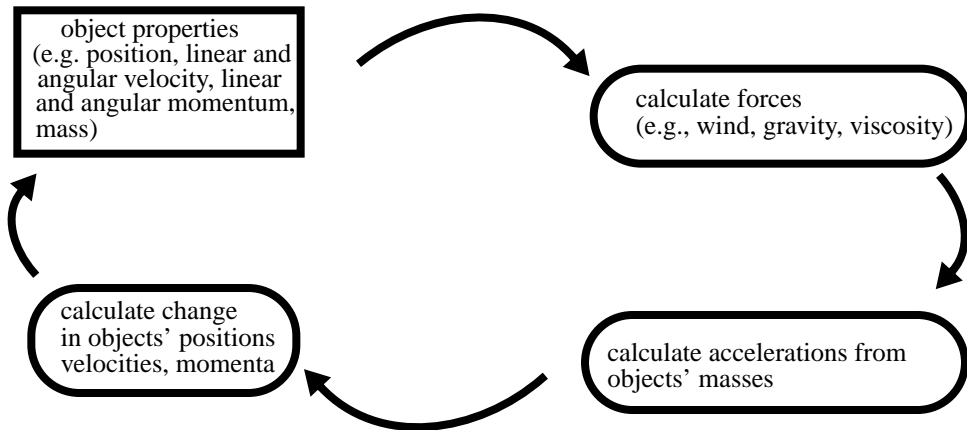 object properties
(e.g. position, linear and
angular velocity, linear
and angular momentum,
mass)
calculate forces
(e.g., wind, gravity, viscosity)
calculate accelerations from
objects’ masses
calculate change
in objects’ positions
velocities, momenta